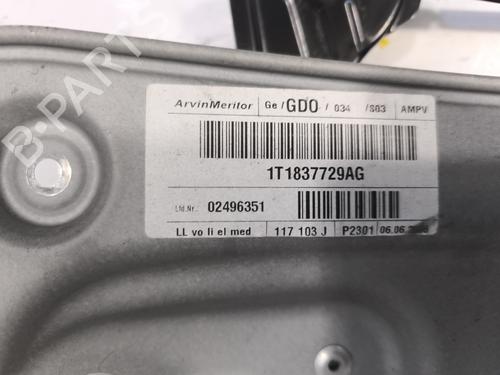 B-PARTS
ArvinMeritor Ge / GDO / 034 / S03 AMPV
1T1837729AG
Lfd.Nr. 02496351
LL vo li el med 117 103 J P2301